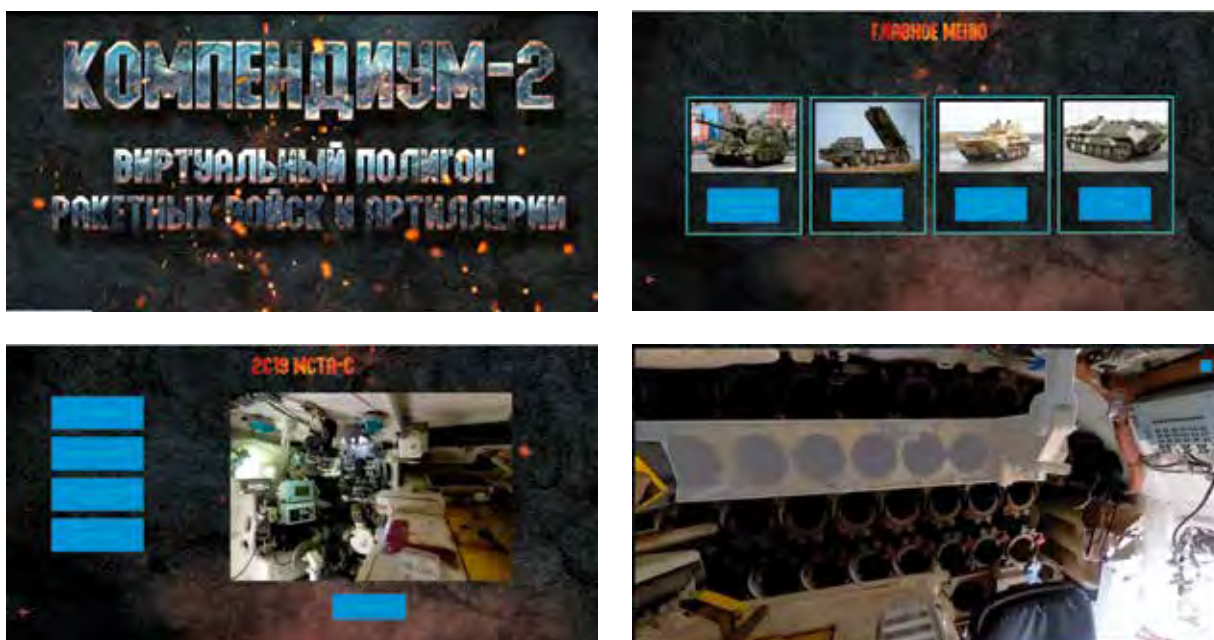 КОМПЕНДИУМ-2
ВИРТУАЛЬНЫЙ ПОЛИГОН
РАКЕТНЫХ ВОЙСК И АРТИЛЛЕРИИ
ГЛАВНОЕ МЕНЮ
2С19 МСТА-С